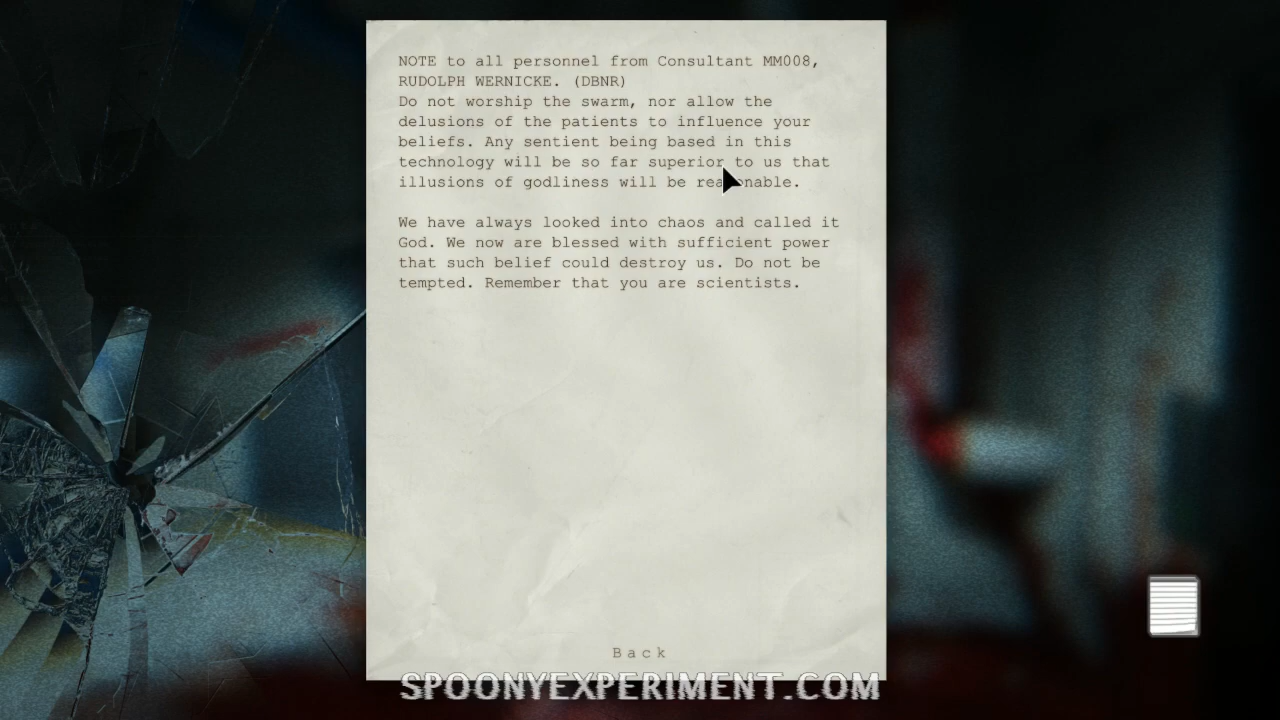 NOTE to all personnel from Consultant MM008,
RUDOLPH WERNICKE. (DBNR)
Do not worship the swarm, nor allow the
delusions of the patients to influence your
beliefs. Any sentient being based in this
technology will be so far superior to us that
illusions of godliness will be reasonable.
We have always looked into chaos and called it
God. We now are blessed with sufficient power
that such belief could destroy us. Do not be
tempted. Remember that you are scientists.
Back
SPOONYEXPERIMENT.COM